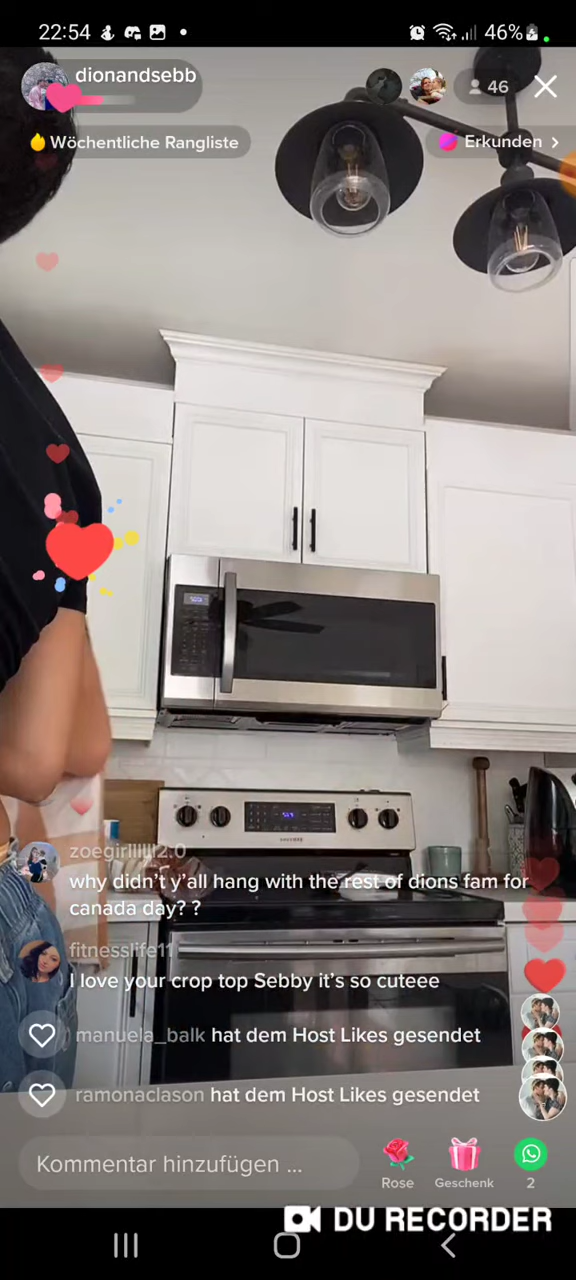 22:54
46%
dionandsebb
46
Wöchentliche Rangliste
Erkunden >
zoegirllljjl2.0
why didn't y'all hang with the rest of dions fam for
canada day? ?
fitnesslife11
I love your crop top Sebby it's so cuteee
manuela_balk hat dem Host Likes gesendet
ramonaclason hat dem Host Likes gesendet
Kommentar hinzufügen ...
Rose
Geschenk
2
DU RECORDER